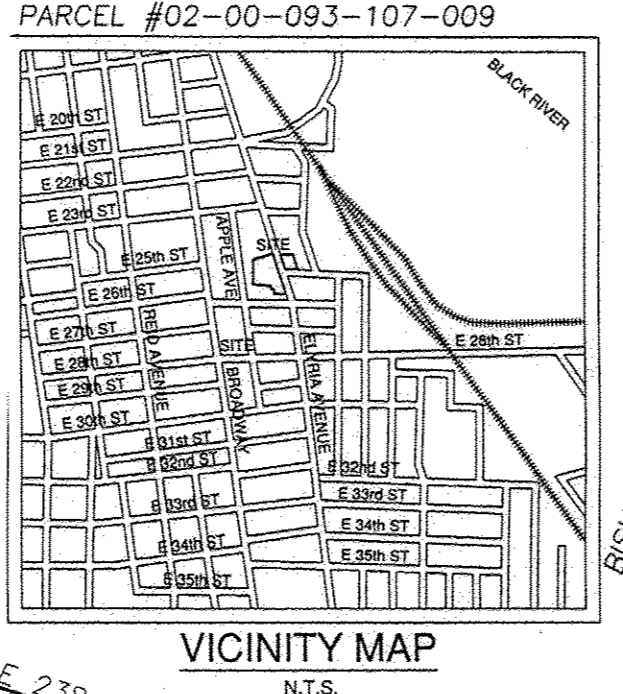 PARCEL #02-00-093-107-009
BLACK RIVER
E 20th ST
E 21st ST
E 22nd ST
E 23rd ST
APPLE AVE
SITE
E 25th ST
E 26th ST
E 27th ST
REID AVENUE
SITE
ELYRIA AVENUE
E 28th ST
E 28th ST
E 29th ST
BROADWAY
E 30th ST
E 31st ST
E 32nd ST
E 32nd ST
E 33rd ST
E 33rd ST
E 34th ST
E 34th ST
E 35th ST
E 35th ST
VICINITY MAP
N.T.S.